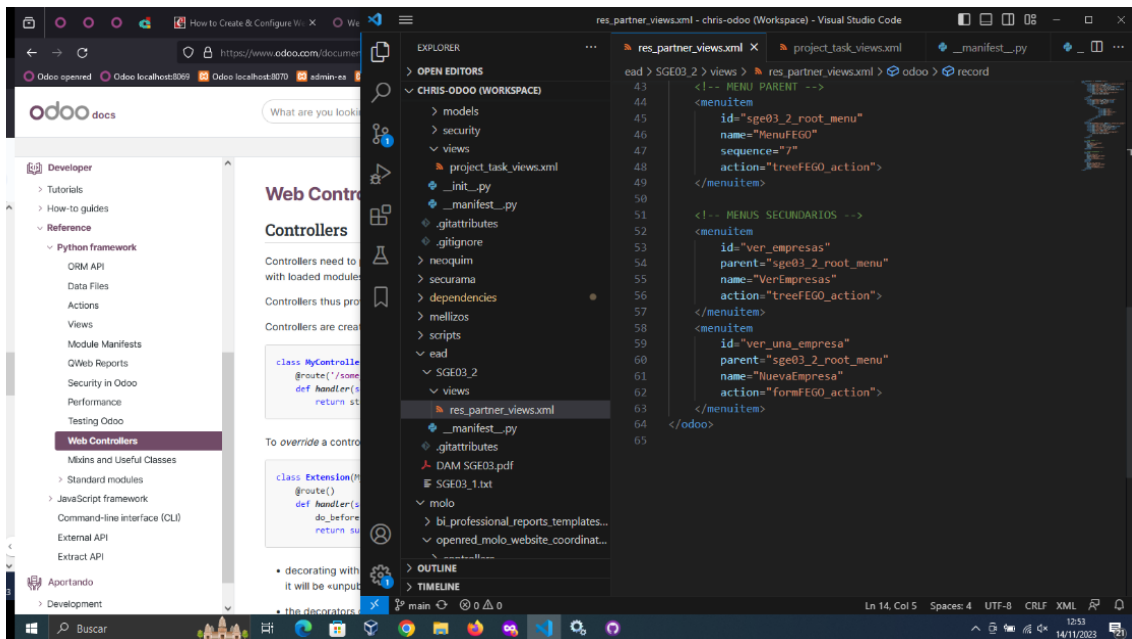 How to Create & Configure We
O We
res_partner_views.xml - chris-odoo (Workspace) - Visual Studio Code
https://www.odoo.com/documen
Odoo openred
Odoo localhost:8069
Odoo localhost:8070
admin-ea
odoo docs
What are you looki
Developer
Tutorials
How-to guides
Reference
Python framework
ORM API
Data Files
Actions
Views
Module Manifests
QWeb Reports
Security in Odoo
Performance
Testing Odoo
Web Controllers
Mixins and Useful Classes
Standard modules
JavaScript framework
Command-line interface (CLI)
External API
Extract API
Aportando
Development
Web Contro
Controllers
Controllers need to
with loaded modules
Controllers thus pro
Controllers are crea
class MyControlle
@route('/some
def handler(s
return st
To override a contro
class Extension(M
@route()
def handler(s
do_before
return su
• decorating with
it will be «unpub
• the decorators
EXPLORER
OPEN EDITORS
CHRIS-ODOO (WORKSPACE)
models
security
views
project_task_views.xml
__init__.py
__manifest__.py
.gitattributes
.gitignore
neoquim
securama
dependencies
mellizos
scripts
ead
SGE03_2
views
res_partner_views.xml
__manifest__.py
.gitattributes
DAM SGE03.pdf
SGE03_1.txt
molo
bi_professional_reports_templates...
openred_molo_website_coordinat...
OUTLINE
TIMELINE
res_partner_views.xml
project_task_views.xml
__manifest__.py
ead > SGE03_2 > views > res_partner_views.xml > odoo > record
43 <!-- MENU PARENT -->
44 <menuitem
45 id="sge03_2_root_menu"
46 name="MenuFEGO"
47 sequence="7"
48 action="treeFEGO_action">
49 </menuitem>
50
51 <!-- MENUS SECUNDARIOS -->
52 <menuitem
53 id="ver_empresas"
54 parent="sge03_2_root_menu"
55 name="VerEmpresas"
56 action="treeFEGO_action">
57 </menuitem>
58 <menuitem
59 id="ver_una_empresa"
60 parent="sge03_2_root_menu"
61 name="NuevaEmpresa"
62 action="formFEGO_action">
63 </menuitem>
64 </odoo>
65
main
0
0
Ln 14, Col 5
Spaces: 4
UTF-8
CRLF
XML
Buscar
12:53
14/11/2023